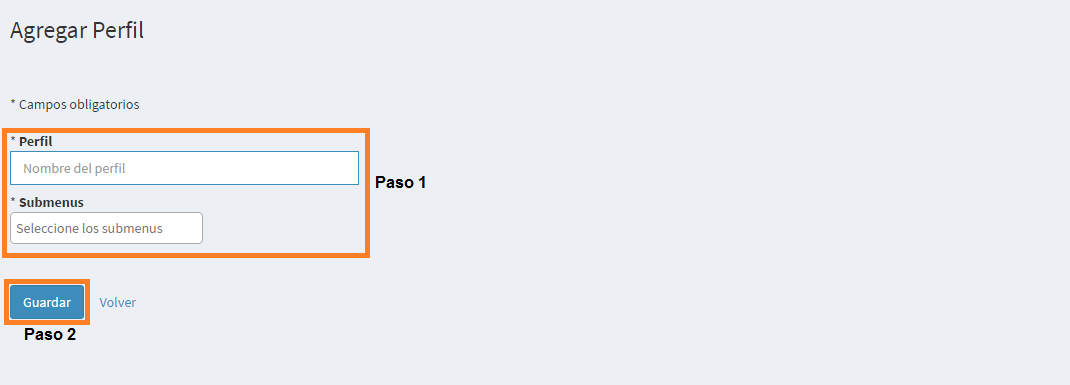 Agregar Perfil
* Campos obligatorios
* Perfil
Nombre del perfil
Paso 1
* Submenus
Seleccione los submenus
Guardar Volver
Paso 2